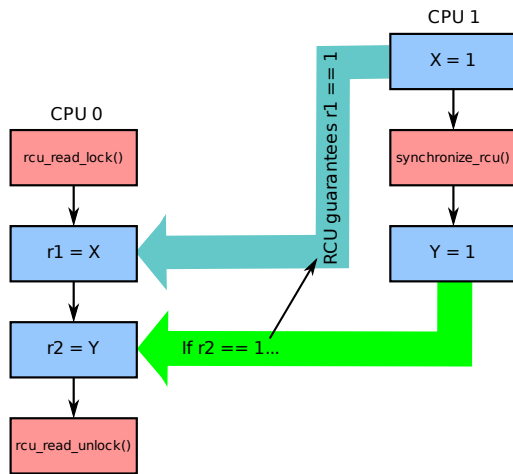 CPU 1
X = 1
CPU 0
rcu_read_lock()
synchronize_rcu()
RCU guarantees r1 == 1
r1 = X
Y = 1
r2 = Y
If r2 == 1...
rcu_read_unlock()